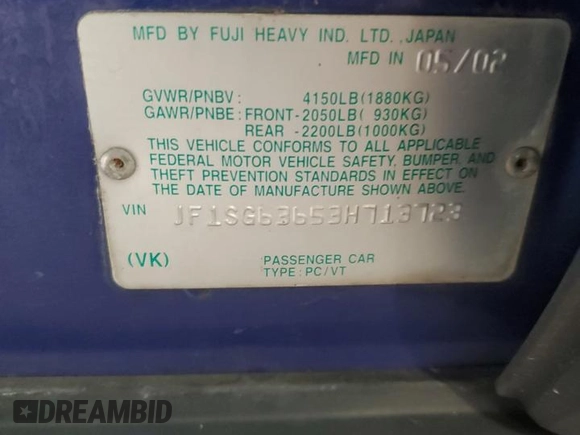 MFD BY FUJI HEAVY IND. LTD. JAPAN
MFD IN 05/02
GVWR/PNBV: 4150LB(1880KG)
GAWR/PNBE: FRONT-2050LB( 930KG)
REAR -2200LB(1000KG)
THIS VEHICLE CONFORMS TO ALL APPLICABLE
FEDERAL MOTOR VEHICLE SAFETY, BUMPER, AND
THEFT PREVENTION STANDARDS IN EFFECT ON
THE DATE OF MANUFACTURE SHOWN ABOVE.
VIN JF1SG63653H713723
(VK) PASSENGER CAR
TYPE: PC/VT
DREAMBID